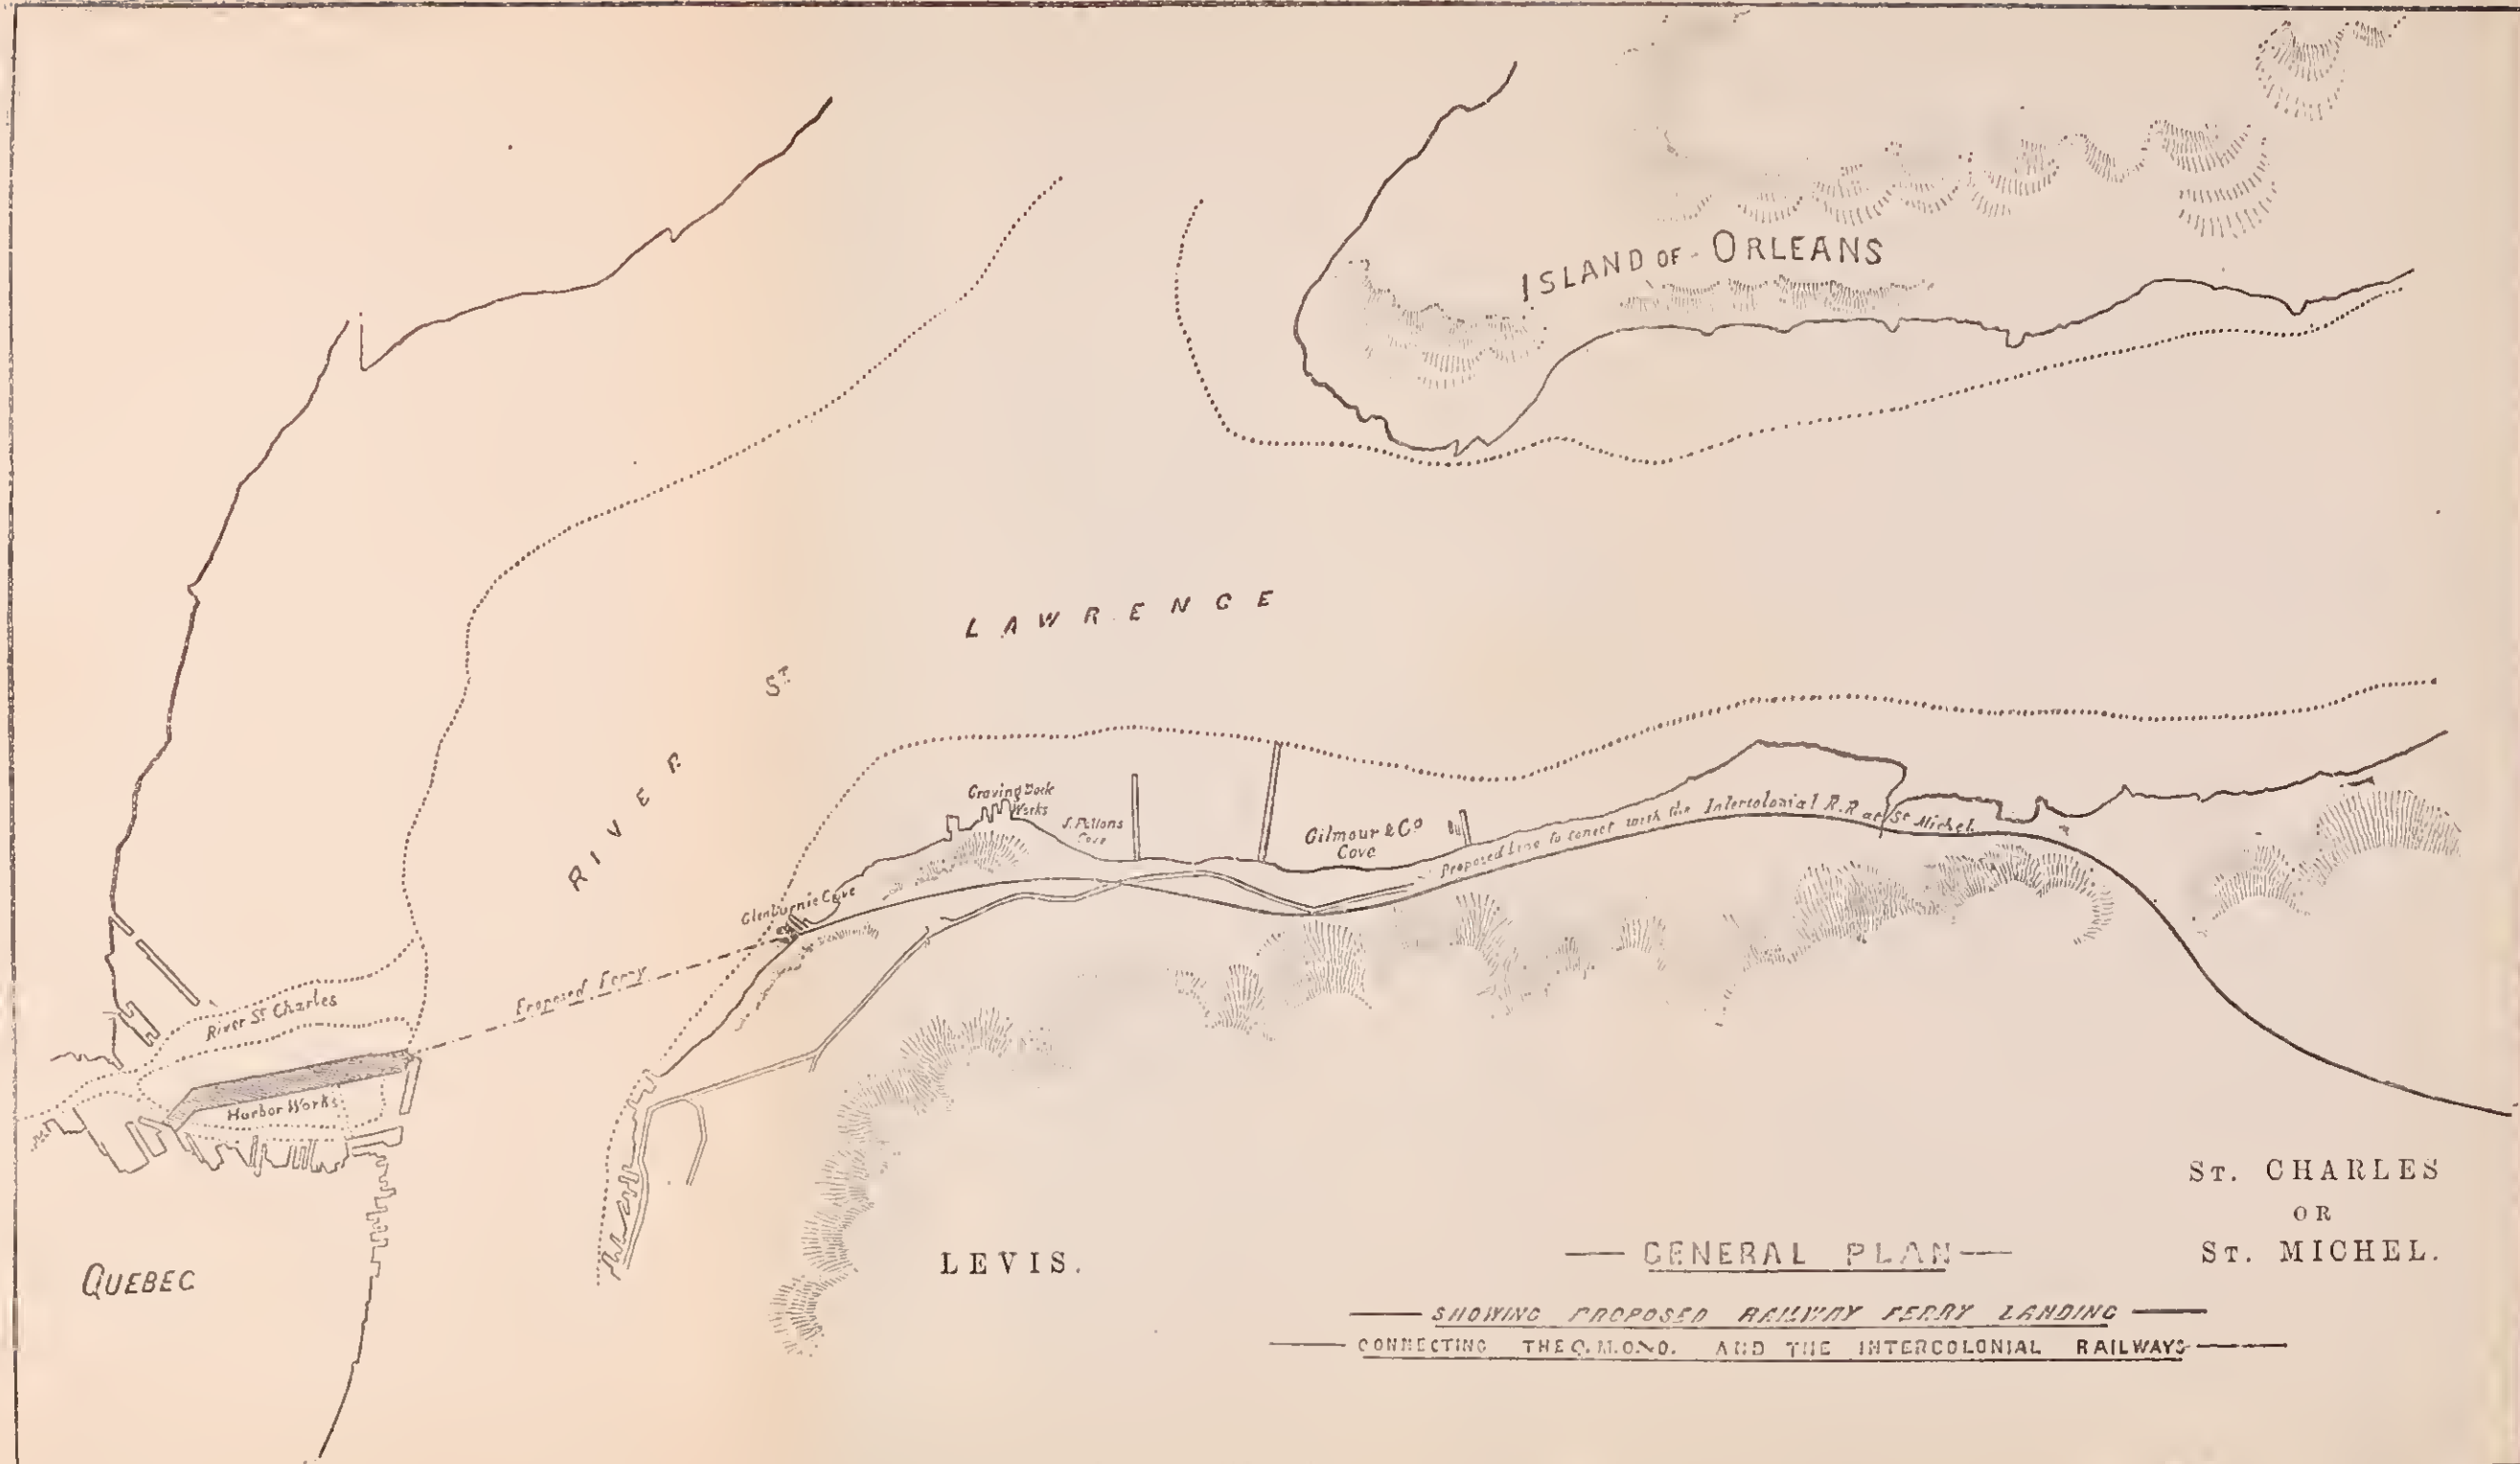 ISLAND OF ORLEANS
RIVER ST LAWRENCE
Graving Dock
Works
Cove
Gilmour & Co
Cove
Proposed Line to conect with the Intercolonial R.R at St Michel
Glenburnie Cove
Proposed Ferry
River St Charles
Harbor Works
QUEBEC
LEVIS.
ST. CHARLES
OR
ST. MICHEL.
GENERAL PLAN
SHOWING PROPOSED RAILWAY FERRY LANDING
CONNECTING THE Q.M.O.&O. AND THE INTERCOLONIAL RAILWAYS